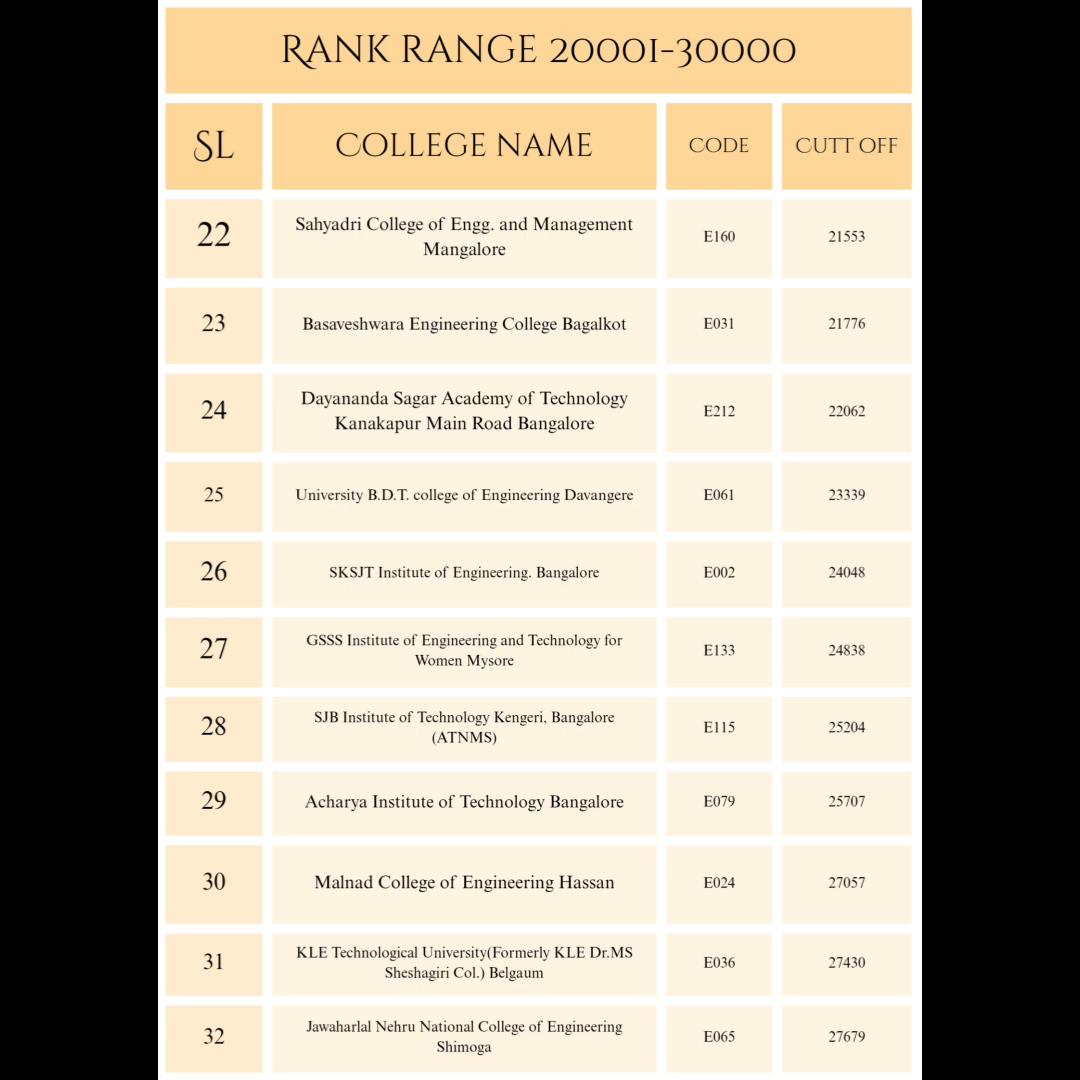 RANK RANGE 20001-30000
SL COLLEGE NAME CODE CUTT OFF
22 Sahyadri College of Engg. and Management E160 21553
Mangalore
23 Basaveshwara Engineering College Bagalkot E031 21776
24 Dayananda Sagar Academy of Technology E212 22062
Kanakapur Main Road Bangalore
25 University B.D.T. college of Engineering Davangere E061 23339
26 SKSJT Institute of Engineering. Bangalore E002 24048
27 GSSS Institute of Engineering and Technology for E133 24838
Women Mysore
28 SJB Institute of Technology Kengeri, Bangalore E115 25204
(ATNMS)
29 Acharya Institute of Technology Bangalore E079 25707
30 Malnad College of Engineering Hassan E024 27057
31 KLE Technological University(Formerly KLE Dr.MS E036 27430
Sheshagiri Col.) Belgaum
32 Jawaharlal Nehru National College of Engineering E065 27679
Shimoga